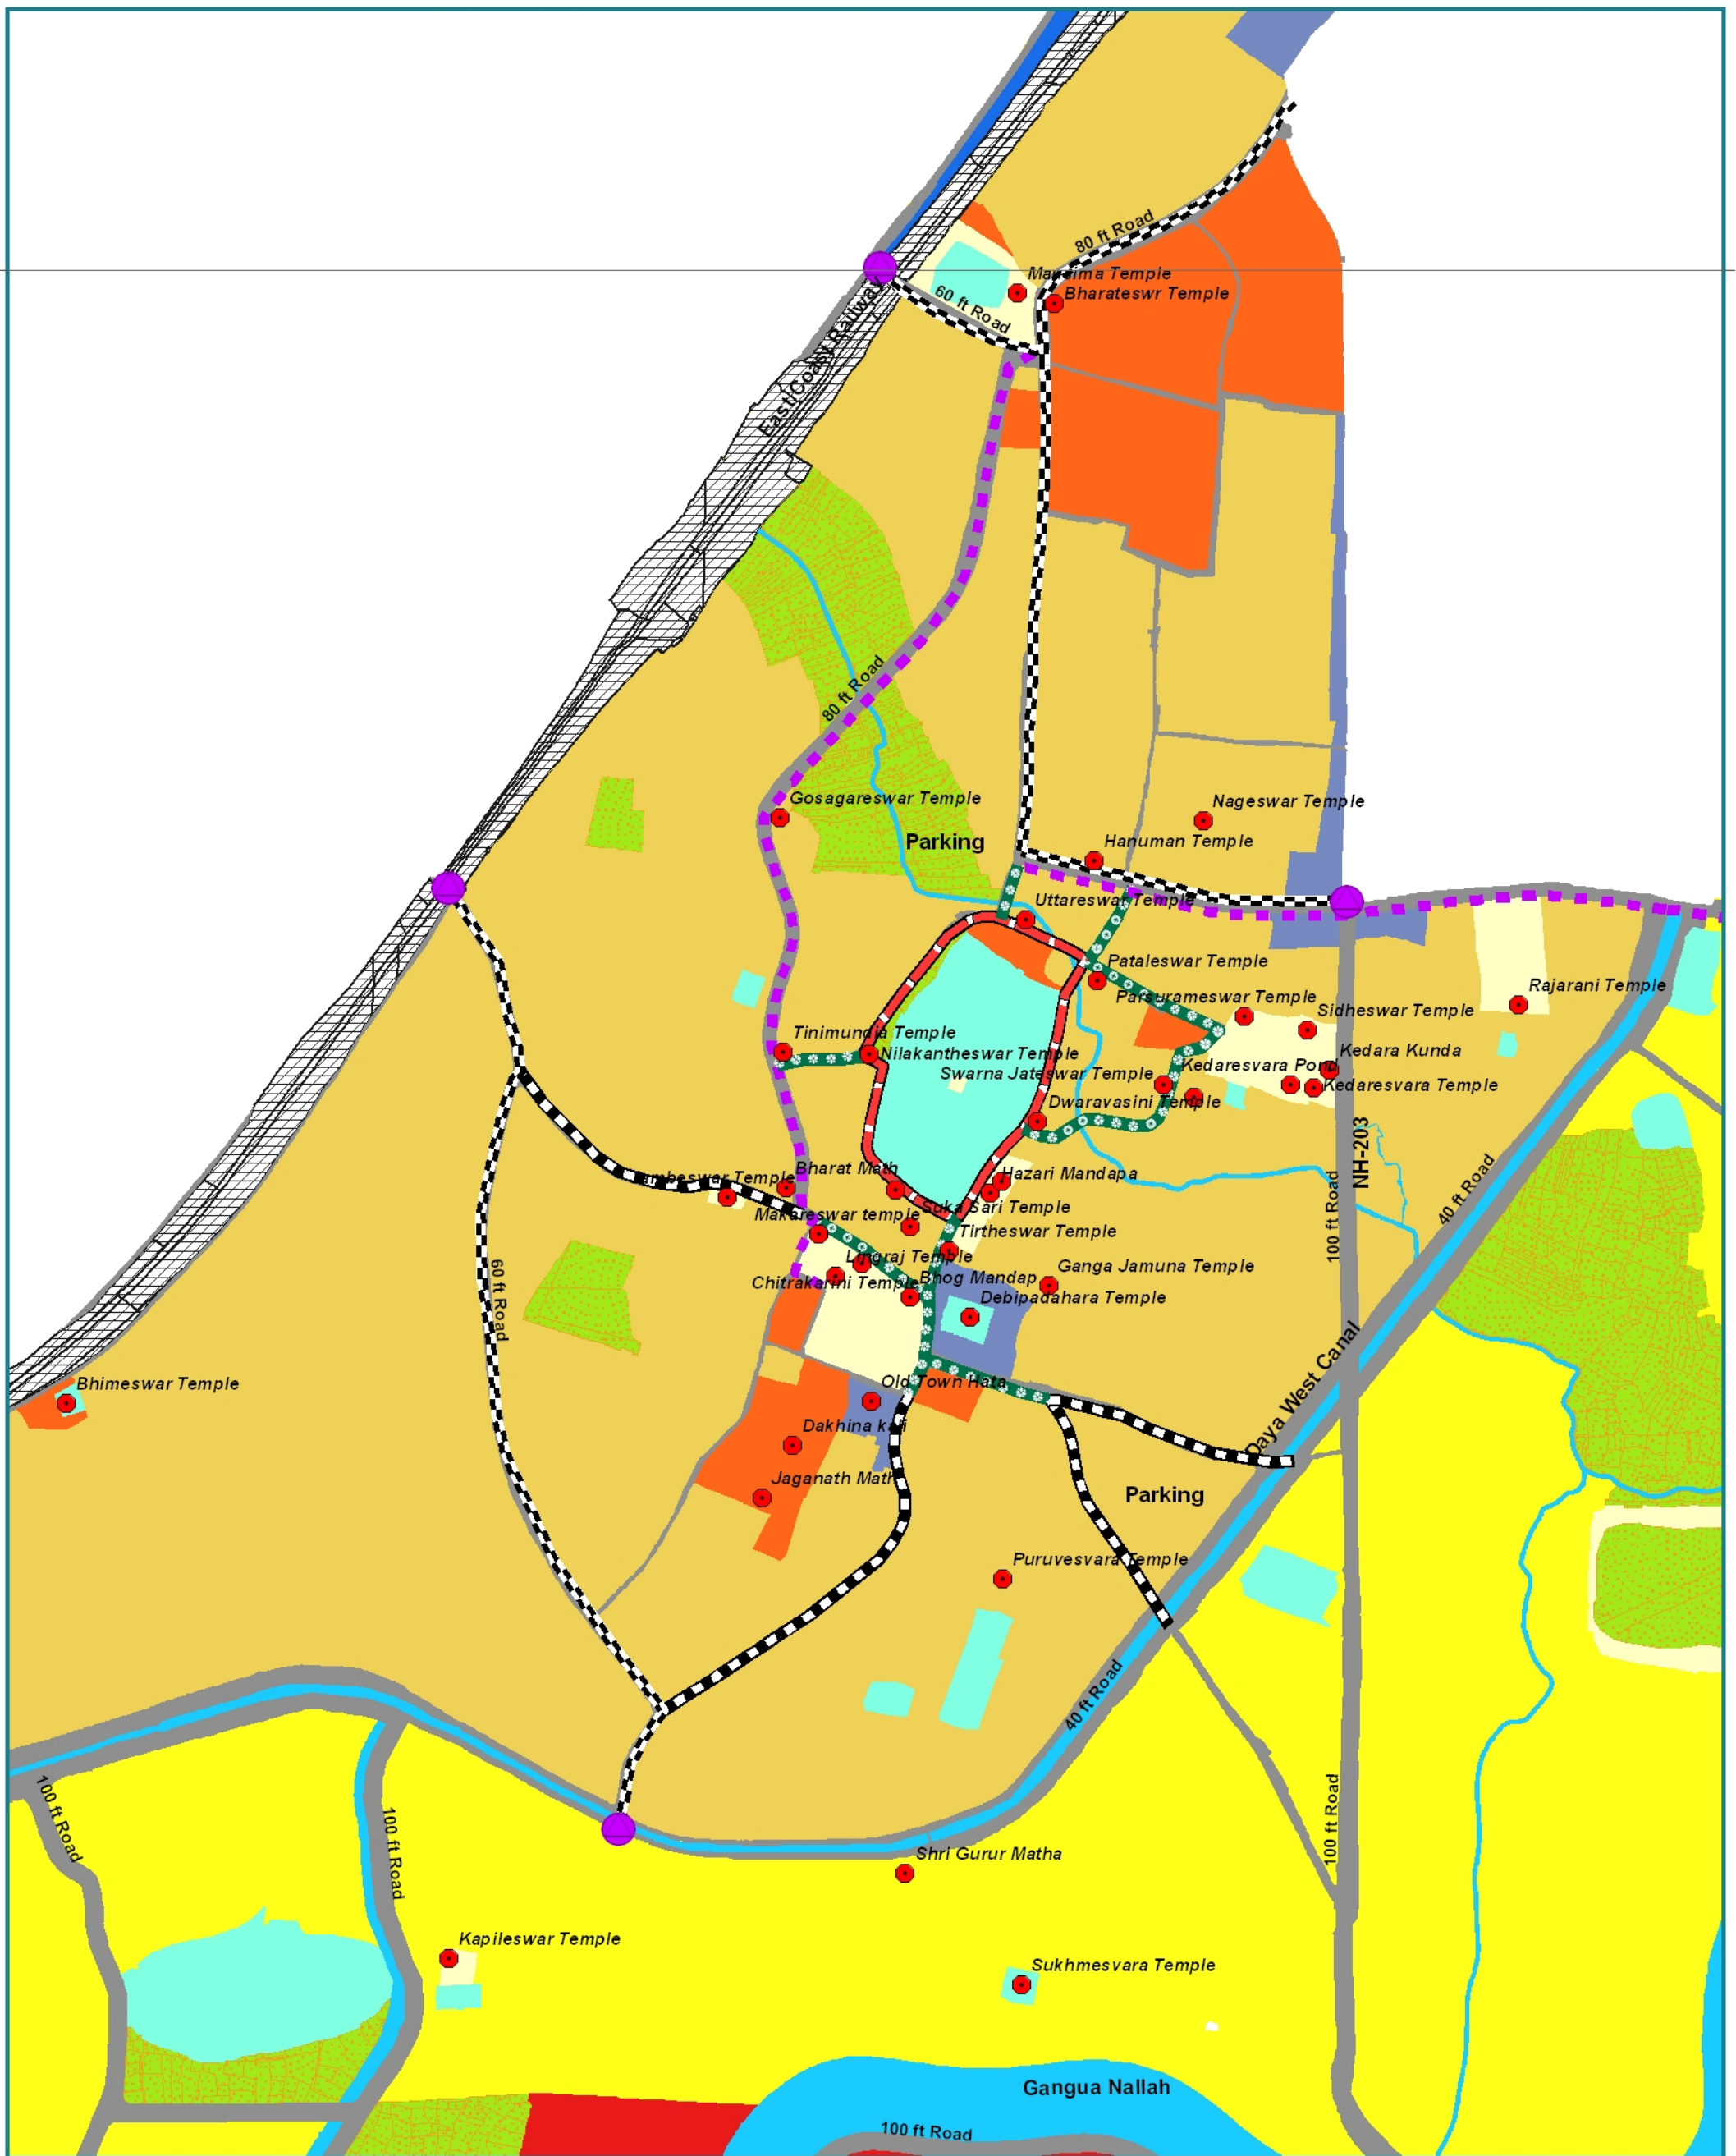 80 ft Road
Bharateswr Temple
60 ft Road
East Coast Railway
80 ft Road
Gosagareswar Temple
Nageswar Temple
Parking
Hanuman Temple
Uttareswar Temple
Pataleswar Temple
Rajarani Temple
Parsurameswar Temple
Sidheswar Temple
Tinimundia Temple
Nilakantheswar Temple
Kedara Kunda
Kedaresvara Pond
Swarna Jateswar Temple
Kedaresvara Temple
Dwaravasini Temple
NH-203
100 ft Road
40 ft Road
Bharat Math
Hazari Mandapa
Temple
Suka Sari Temple
Makareswar temple
Tirtheswar Temple
Lingraj Temple
Ganga Jamuna Temple
Chitrakarini Temple
Bhog Mandap
Debipadahara Temple
60 ft Road
Daya West Canal
Bhimeswar Temple
Old Town Hata
Dakhina kali
Jaganath Math
Parking
Puruvesvara Temple
40 ft Road
100 ft Road
100 ft Road
100 ft Road
Shri Gurur Matha
Kapileswar Temple
Sukhmesvara Temple
Gangua Nallah
100 ft Road